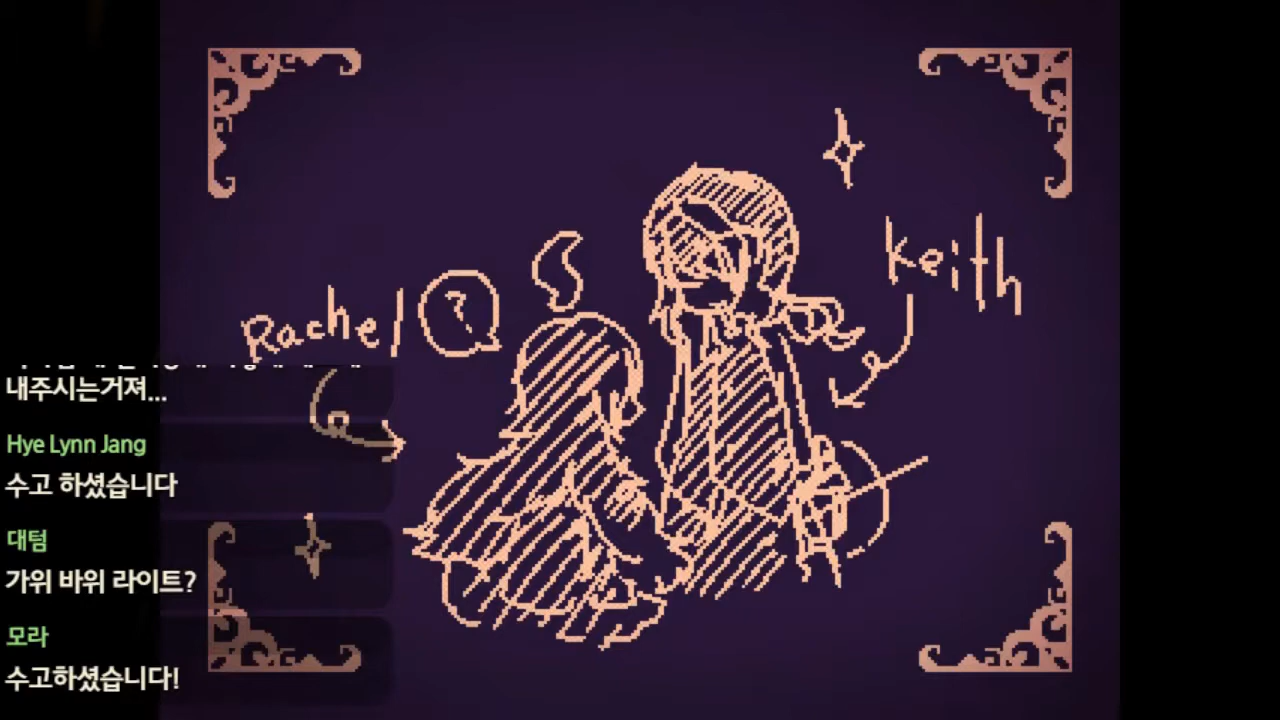 Keith
Rachel ?
내주시는거져...
Hye Lynn Jang
수고 하셨습니다
대텀
가위 바위 라이트?
모라
수고하셨습니다!